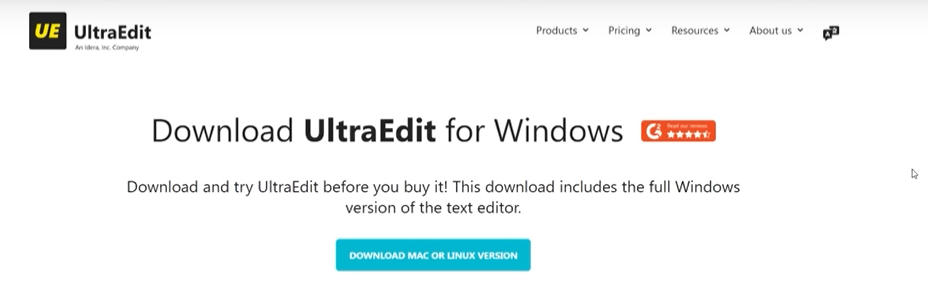 UE UltraEdit
An Idera, Inc. Company
Products Pricing Resources About us
Download UltraEdit for Windows
Read our reviews
Download and try UltraEdit before you buy it! This download includes the full Windows
version of the text editor.
DOWNLOAD MAC OR LINUX VERSION